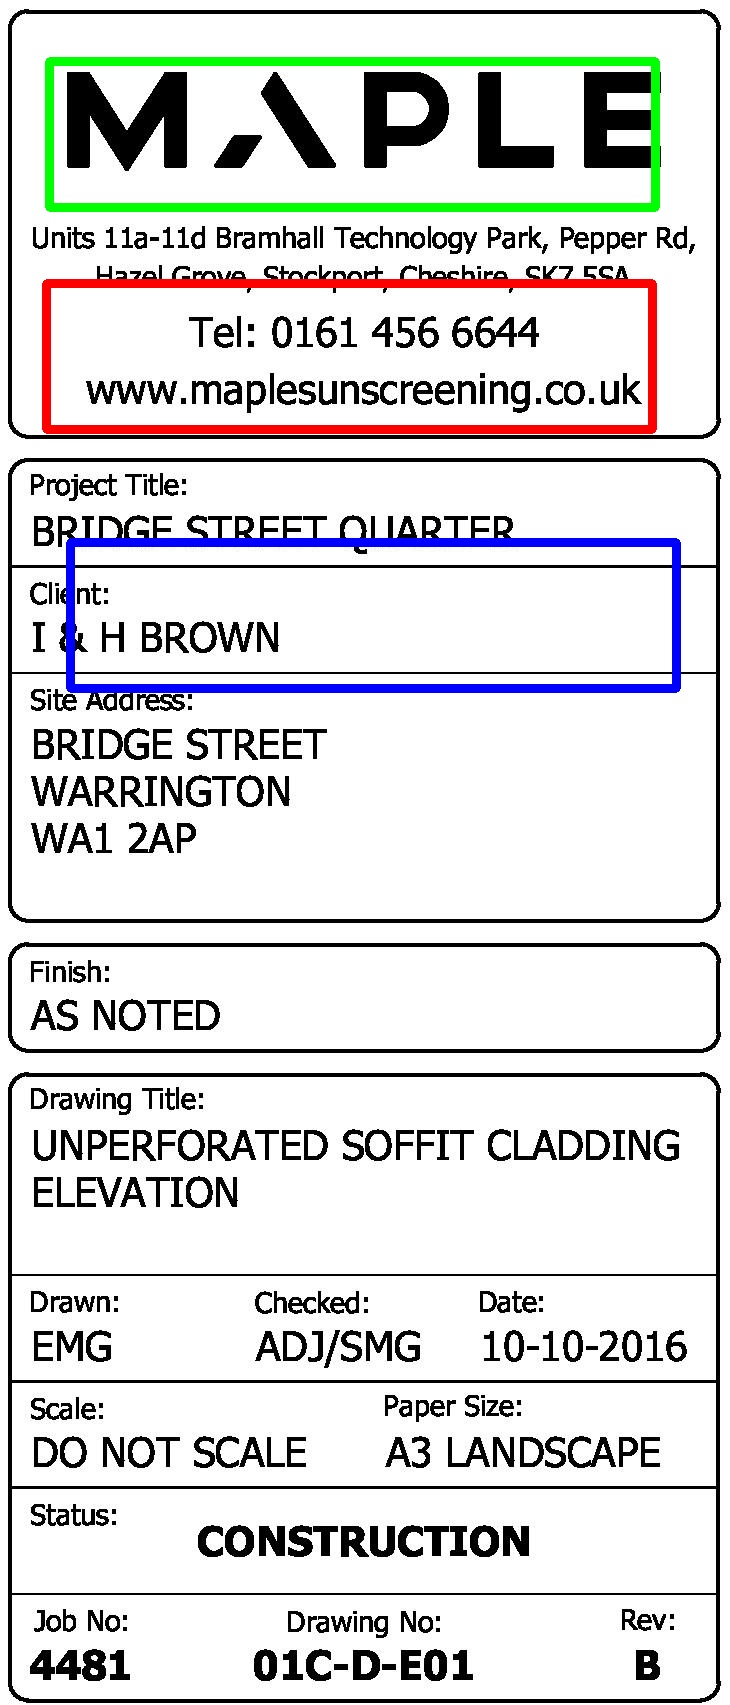 MAPLE
Units 11a-11d Bramhall Technology Park, Pepper Rd,
Hazel Grove, Stockport, Cheshire, SK7 5SA
Tel: 0161 456 6644
www.maplesunscreening.co.uk
Project Title:
BRIDGE STREET QUARTER
Client:
I & H BROWN
Site Address:
BRIDGE STREET
WARRINGTON
WA1 2AP
Finish:
AS NOTED
Drawing Title:
UNPERFORATED SOFFIT CLADDING
ELEVATION
Drawn: Checked: Date:
EMG ADJ/SMG 10-10-2016
Scale: Paper Size:
DO NOT SCALE A3 LANDSCAPE
Status:
CONSTRUCTION
Job No: Drawing No: Rev:
4481 01C-D-E01 B